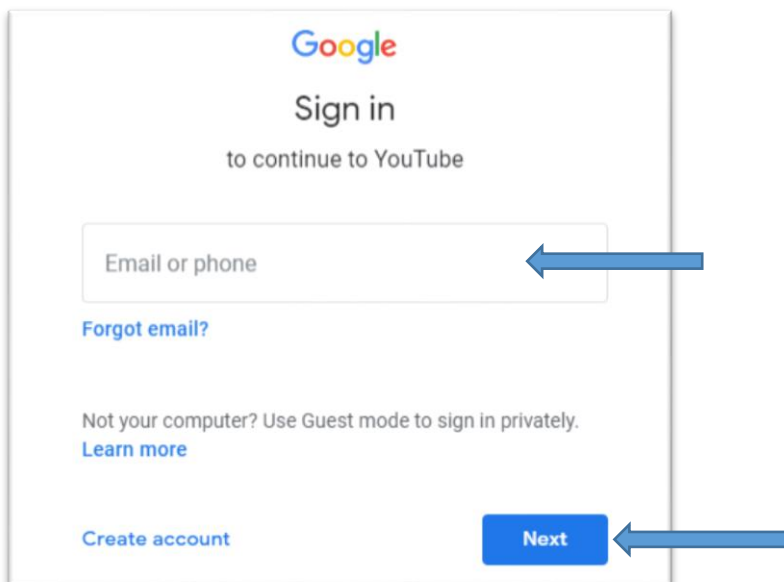 Google
Sign in
to continue to YouTube
Email or phone
Forgot email?
Not your computer? Use Guest mode to sign in privately.
Learn more
Create account
Next